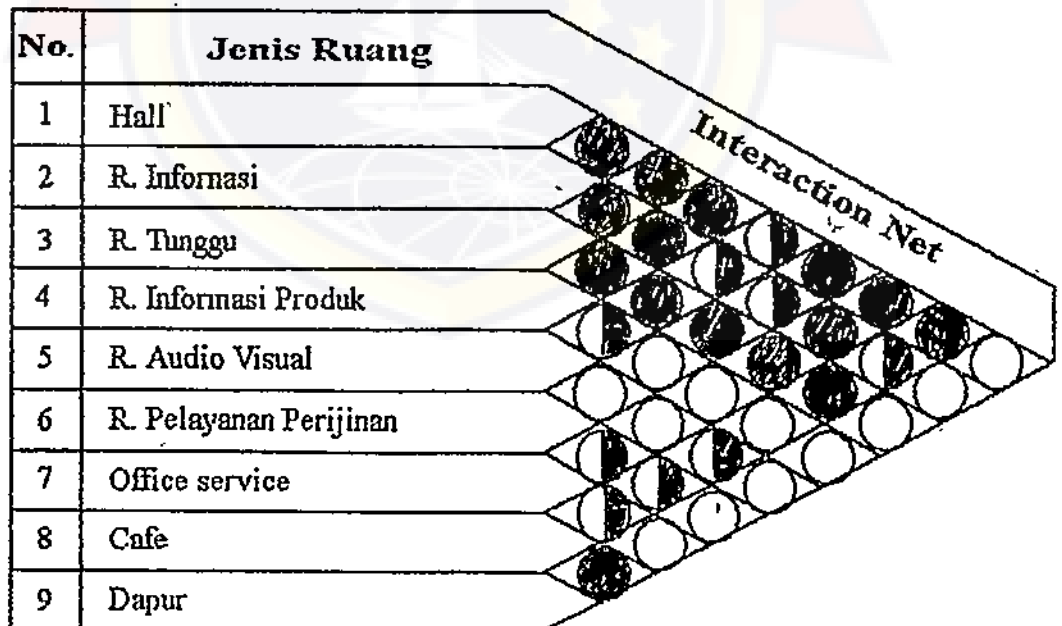 No. Jenis Ruang
1 Hall
2 R. Infornasi
3 R. Tunggu
4 R. Informasi Produk
5 R. Audio Visual
6 R. Pelayanan Perijinan
7 Office service
8 Cafe
9 Dapur
Interaction Net